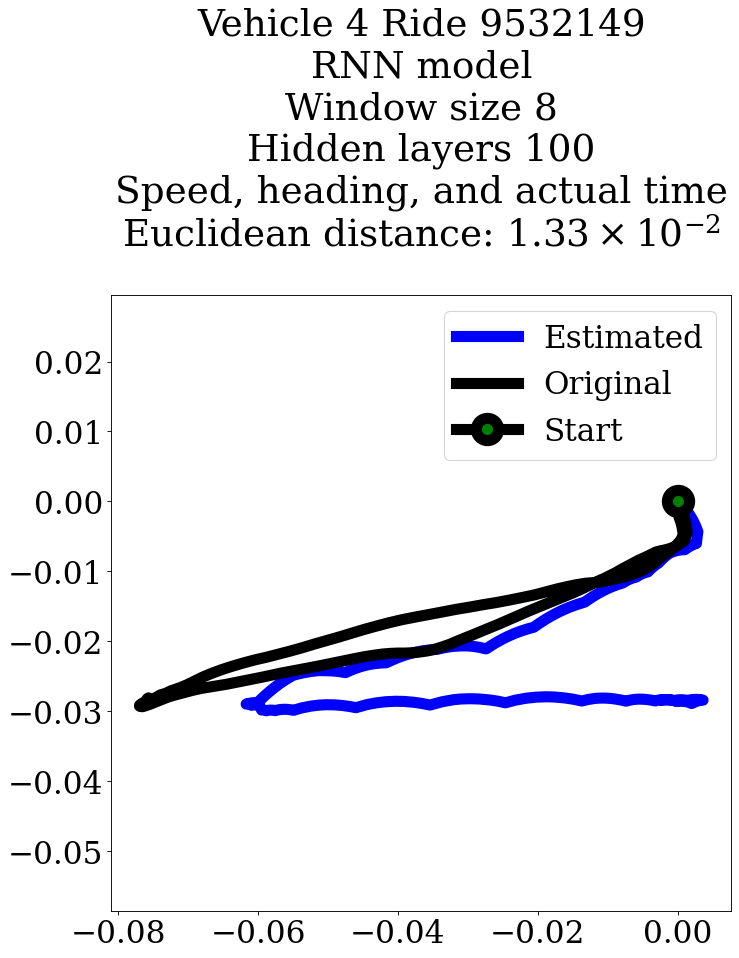 Vehicle 4 Ride 9532149
RNN model
Window size 8
Hidden layers 100
Speed, heading, and actual time
Euclidean distance: 1.33 × 10⁻²
Estimated
Original
Start
0.02
0.01
0.00
−0.01
−0.02
−0.03
−0.04
−0.05
−0.08 −0.06 −0.04 −0.02 0.00